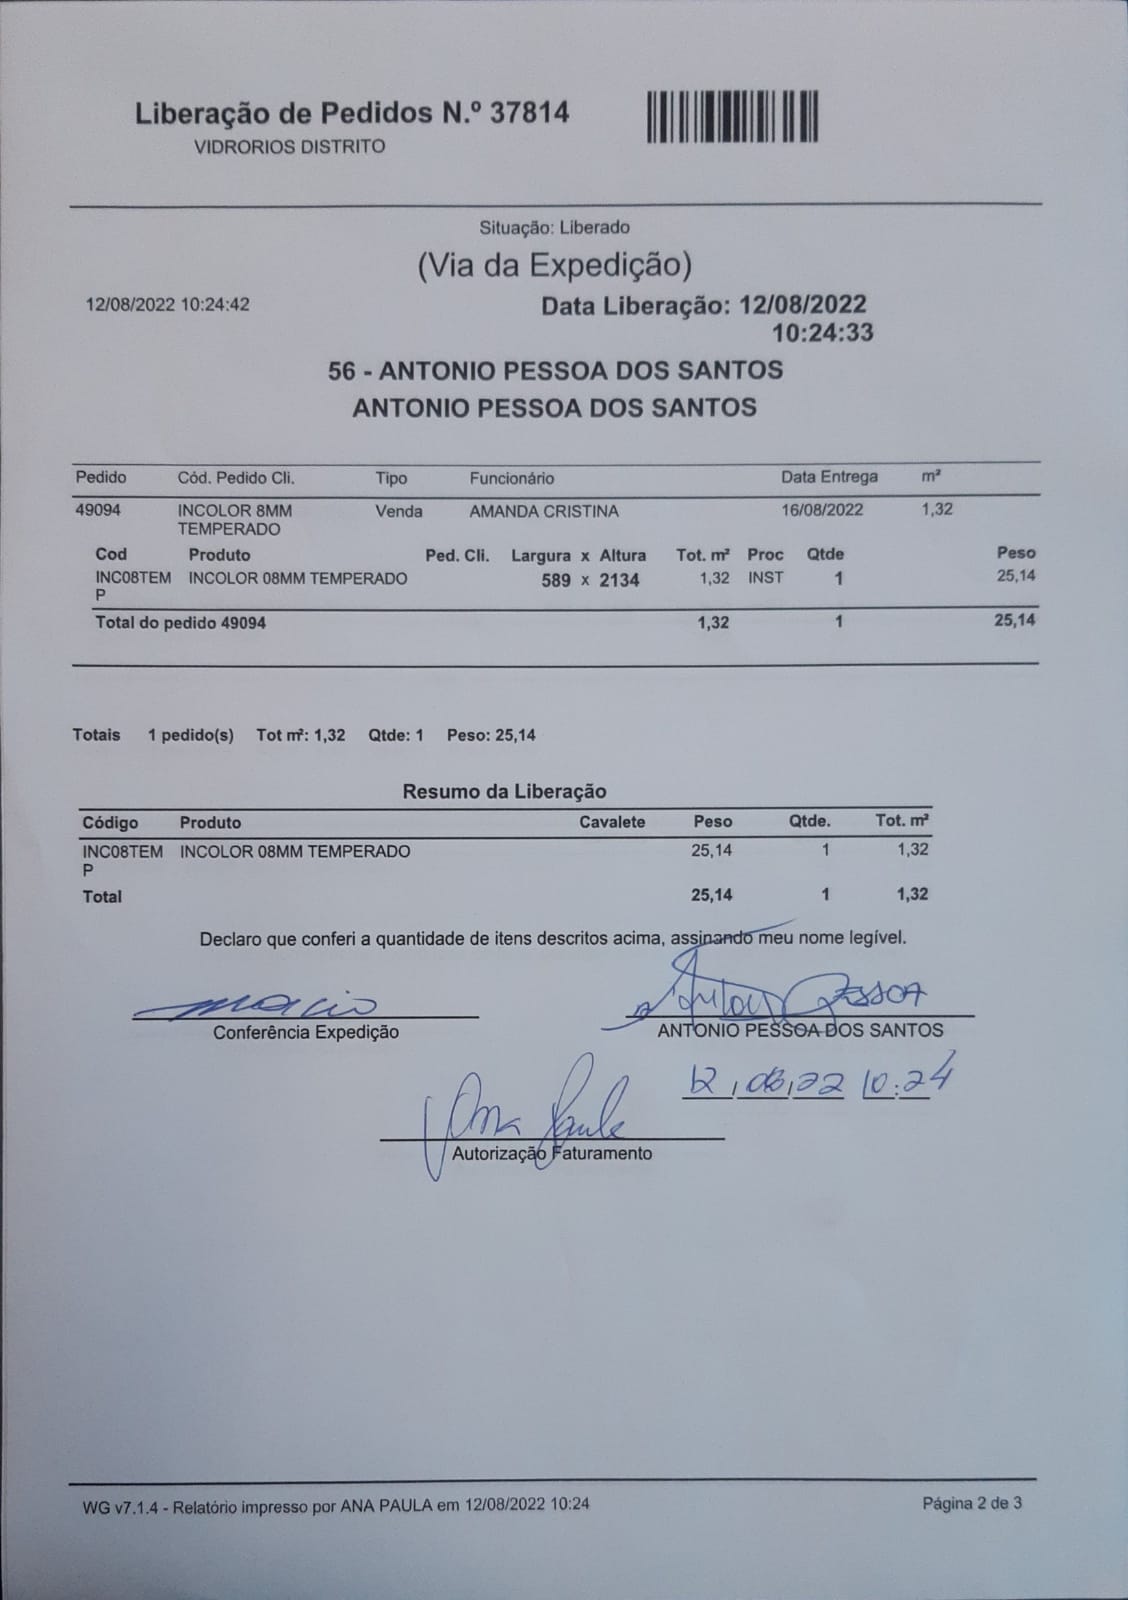 Liberação de Pedidos N.º 37814
VIDRORIOS DISTRITO
Situação: Liberado
(Via da Expedição)
12/08/2022 10:24:42
Data Liberação: 12/08/2022
10:24:33
56 - ANTONIO PESSOA DOS SANTOS
ANTONIO PESSOA DOS SANTOS
Pedido Cód. Pedido Cli. Tipo Funcionário Data Entrega m²
49094 INCOLOR 8MM Venda AMANDA CRISTINA 16/08/2022 1,32
TEMPERADO
Cod Produto Ped. Cli. Largura x Altura Tot. m² Proc Qtde Peso
INC08TEM INCOLOR 08MM TEMPERADO 589 x 2134 1,32 INST 1 25,14
P
Total do pedido 49094 1,32 1 25,14
Totais 1 pedido(s) Tot m²: 1,32 Qtde: 1 Peso: 25,14
Resumo da Liberação
Código Produto Cavalete Peso Qtde. Tot. m²
INC08TEM INCOLOR 08MM TEMPERADO 25,14 1 1,32
P
Total 25,14 1 1,32
Declaro que conferi a quantidade de itens descritos acima, assinando meu nome legível.
marcio Antonio Pessoa
Conferência Expedição ANTONIO PESSOA DOS SANTOS
12/08/22 10:24
Ana Paula
Autorização Faturamento
WG v7.1.4 - Relatório impresso por ANA PAULA em 12/08/2022 10:24 Página 2 de 3